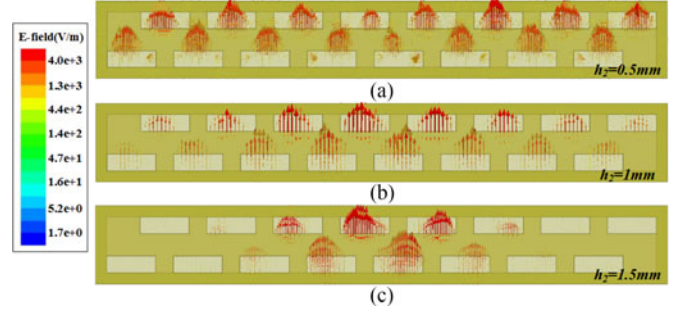 E-field(V/m)
4.0e+3
1.3e+3
4.4e+2
1.4e+2
4.7e+1
1.6e+1
5.2e+0
1.7e+0
h2=0.5mm
(a)
h2=1mm
(b)
h2=1.5mm
(c)